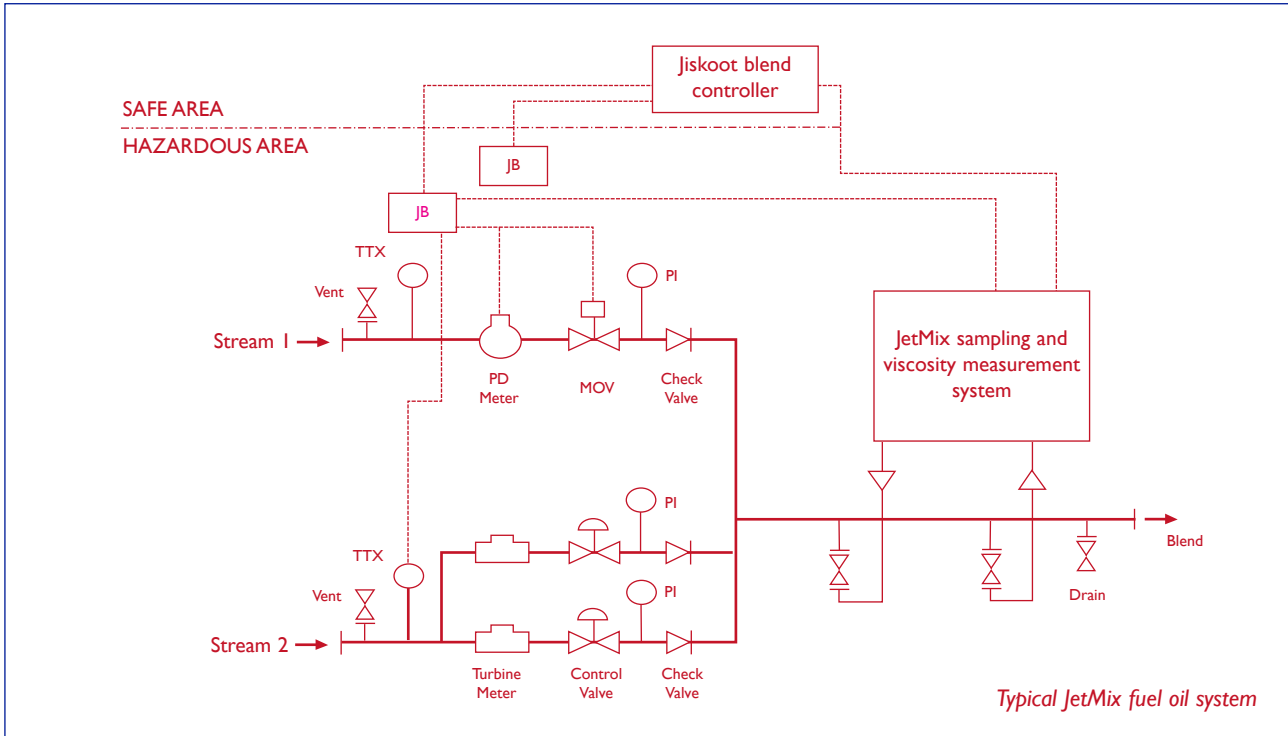 Jiskoot blend
controller
SAFE AREA
HAZARDOUS AREA
JB
JB
TTX
PI
Vent
Stream 1
PD
Meter
MOV
Check
Valve
JetMix sampling and
viscosity measurement
system
PI
TTX
Blend
PI
Vent
Drain
Stream 2
Turbine
Meter
Control
Valve
Check
Valve
Typical JetMix fuel oil system